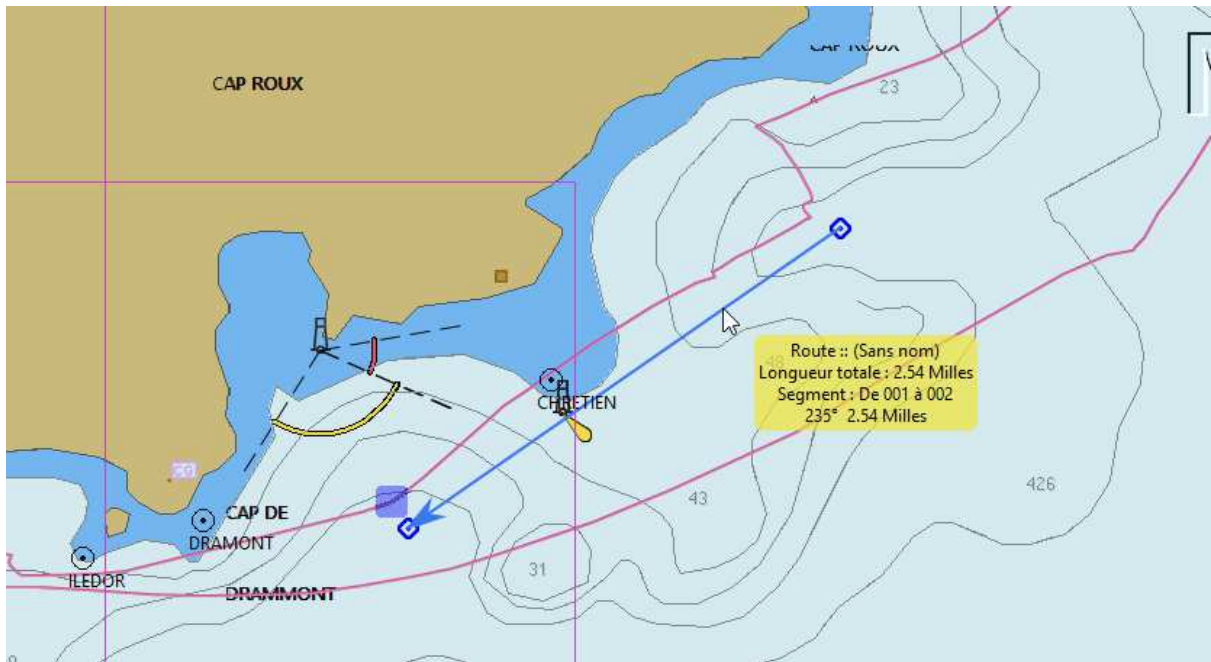 CAP ROUX
CAP ROUX
23
48
Route :: (Sans nom)
Longueur totale : 2.54 Milles
Segment : De 001 à 002
235° 2.54 Milles
CHRETIEN
CG
43
426
CAP DE
DRAMONT
31
ILEDOR
DRAMMONT